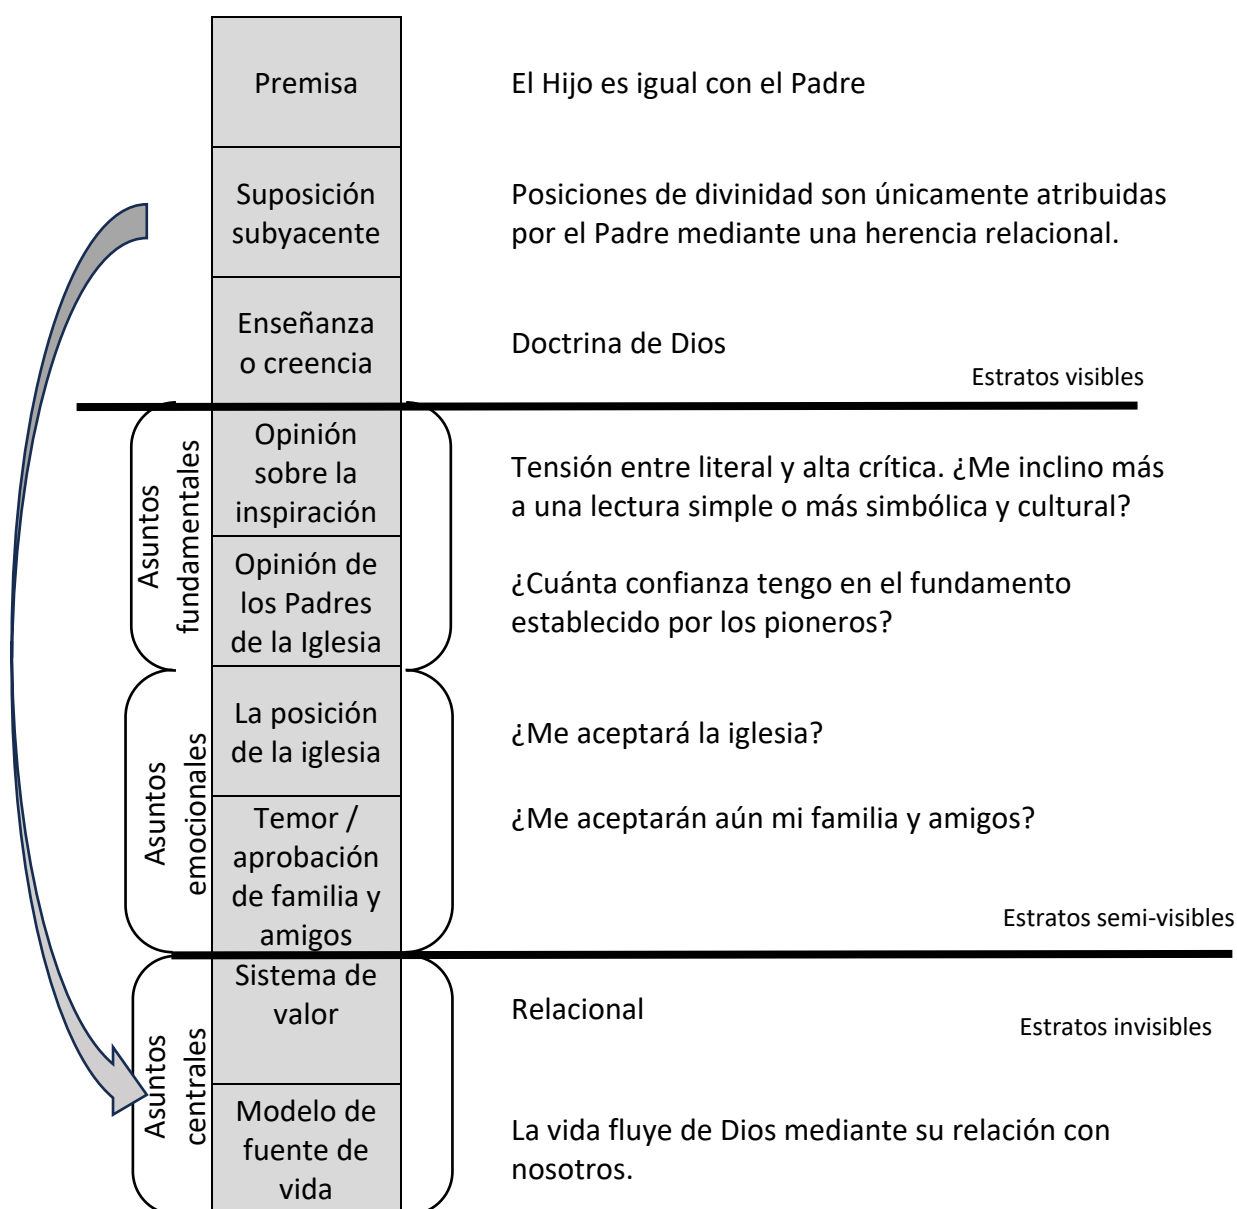 Premisa
El Hijo es igual con el Padre
Suposición
subyacente
Posiciones de divinidad son únicamente atribuidas
por el Padre mediante una herencia relacional.
Enseñanza
o creencia
Doctrina de Dios
Estratos visibles
Asuntos
fundamentales
Opinión
sobre la
inspiración
Tensión entre literal y alta crítica. ¿Me inclino más
a una lectura simple o más simbólica y cultural?
Opinión de
los Padres
de la Iglesia
¿Cuánta confianza tengo en el fundamento
establecido por los pioneros?
Asuntos
emocionales
La posición
de la iglesia
¿Me aceptará la iglesia?
Temor /
aprobación
de familia y
amigos
¿Me aceptarán aún mi familia y amigos?
Estratos semi-visibles
Asuntos
centrales
Sistema de
valor
Relacional
Estratos invisibles
Modelo de
fuente de
vida
La vida fluye de Dios mediante su relación con
nosotros.